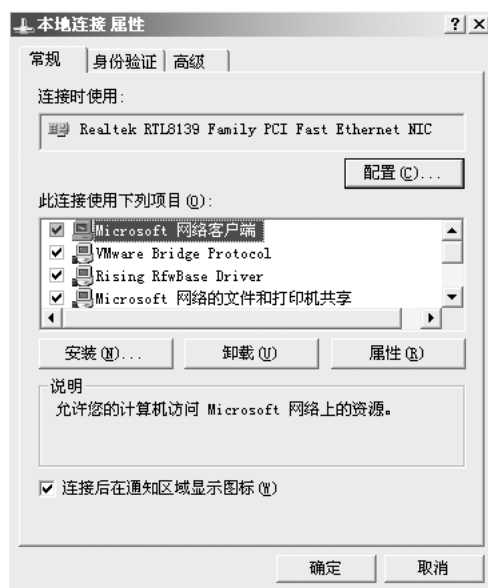 本地连接 属性
常规
身份验证
高级
连接时使用:
Realtek RTL8139 Family PCI Fast Ethernet NIC
配置(C)...
此连接使用下列项目(O):
Microsoft 网络客户端
VMware Bridge Protocol
Rising RfwBase Driver
Microsoft 网络的文件和打印机共享
安装(N)...
卸载(U)
属性(R)
说明
允许您的计算机访问 Microsoft 网络上的资源。
连接后在通知区域显示图标(W)
确定
取消